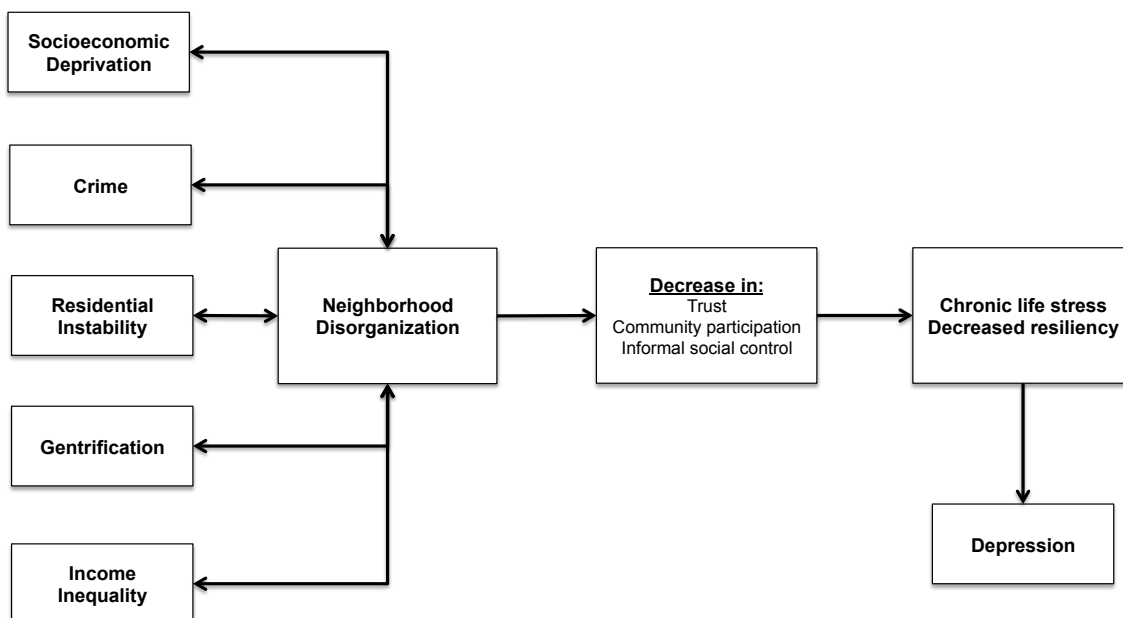 Socioeconomic
Deprivation
Crime
Residential
Instability
Gentrification
Income
Inequality
Neighborhood
Disorganization
Decrease in:
Trust
Community participation
Informal social control
Chronic life stress
Decreased resiliency
Depression